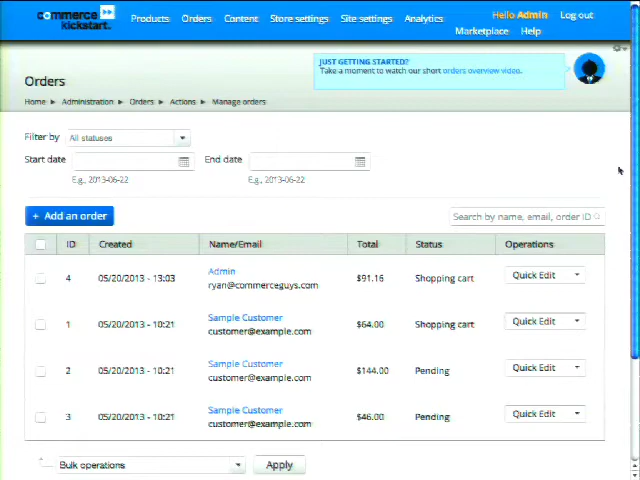 commerce kickstart.
Products Orders Content Store settings Site settings Analytics
Hello Admin Log out
Marketplace Help
JUST GETTING STARTED?
Take a moment to watch our short orders overview video.
Orders
Home ▶ Administration ▶ Orders ▶ Actions ▶ Manage orders
Filter by All statuses
Start date End date
E.g., 2013-06-22 E.g., 2013-06-22
+ Add an order Search by name, email, order ID
ID Created Name/Email Total Status Operations
4 05/20/2013 - 13:03 Admin ryan@commerceguys.com $91.16 Shopping cart Quick Edit
1 05/20/2013 - 10:21 Sample Customer customer@example.com $64.00 Shopping cart Quick Edit
2 05/20/2013 - 10:21 Sample Customer customer@example.com $144.00 Pending Quick Edit
3 05/20/2013 - 10:21 Sample Customer customer@example.com $46.00 Pending Quick Edit
Bulk operations Apply